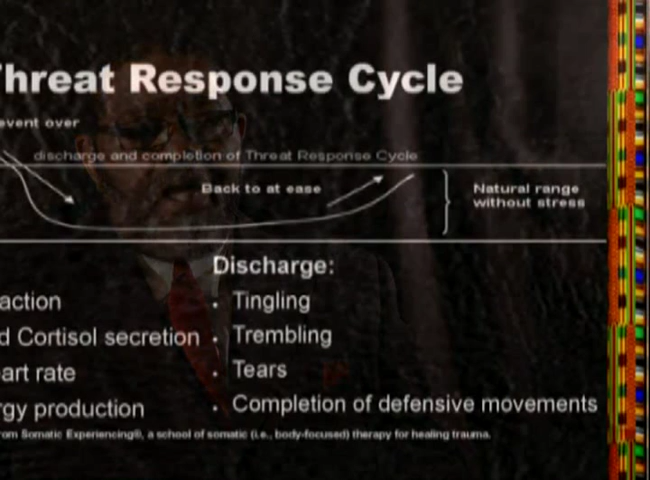 Threat Response Cycle
event over
discharge and completion of Threat Response Cycle
Back to at ease
Natural range
without stress
Discharge:
action
• Tingling
d Cortisol secretion
• Trembling
art rate
• Tears
rgy production
• Completion of defensive movements
rom Somatic Experiencing®, a school of somatic (i.e., body-focused) therapy for healing trauma.